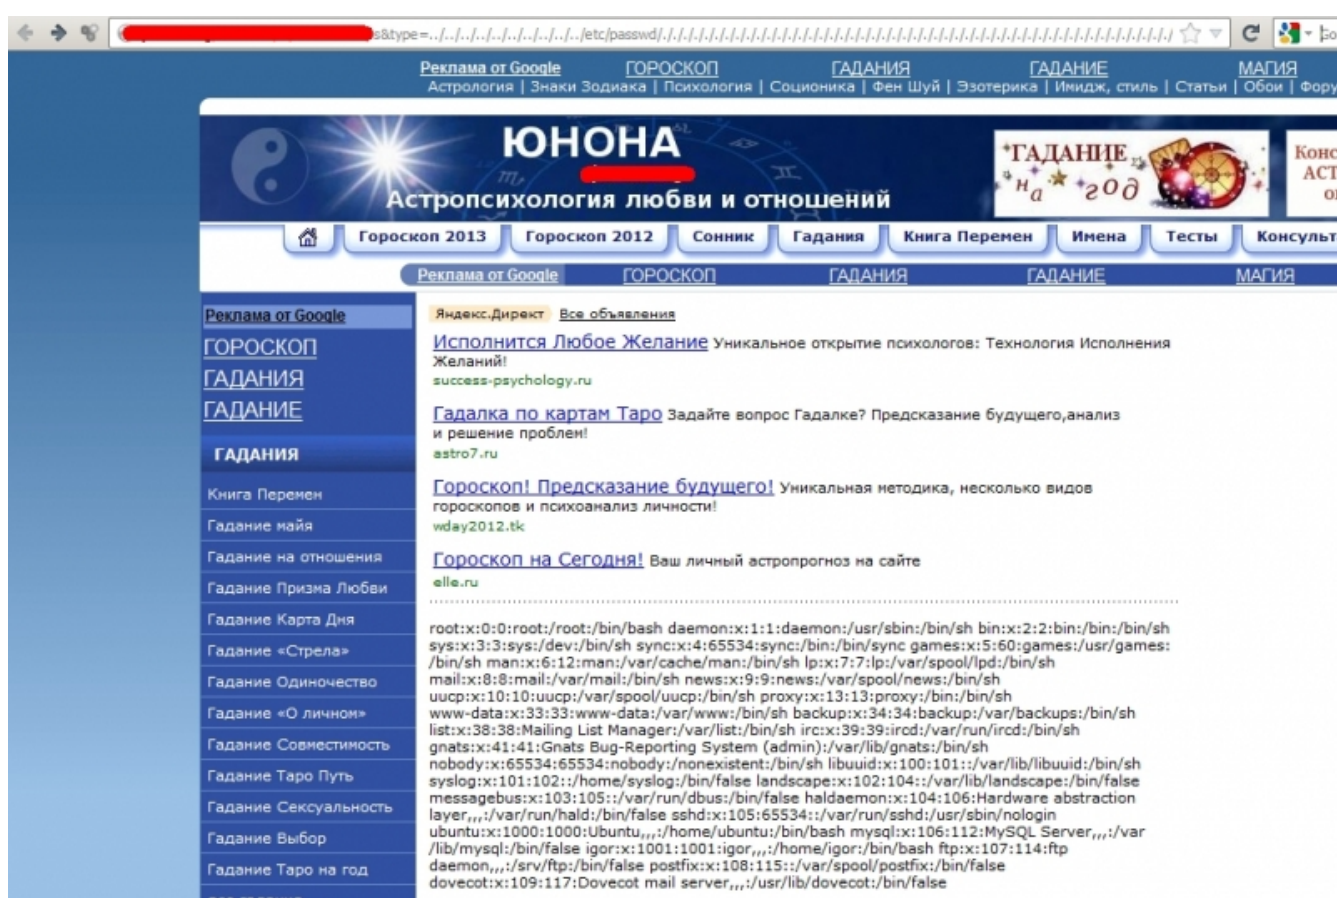 s&type=../../../../../../../../../etc/passwd/././././././././././././././././././././././././././././././././././././
Реклама от Google ГОРОСКОП ГАДАНИЯ ГАДАНИЕ МАГИЯ
Астрология | Знаки Зодиака | Психология | Соционика | Фен Шуй | Эзотерика | Имидж, стиль | Статьи | Обои | Фору
ЮНОНА
Астропсихология любви и отношений
ГАДАНИЕ
на год
Конс
АСТ
о
Гороскоп 2013 Гороскоп 2012 Сонник Гадания Книга Перемен Имена Тесты Консульт
Реклама от Google ГОРОСКОП ГАДАНИЯ ГАДАНИЕ МАГИЯ
Реклама от Google
ГОРОСКОП
ГАДАНИЯ
ГАДАНИЕ
ГАДАНИЯ
Книга Перемен
Гадание майя
Гадание на отношения
Гадание Призма Любви
Гадание Карта Дня
Гадание «Стрела»
Гадание Одиночество
Гадание «О личном»
Гадание Совместимость
Гадание Таро Путь
Гадание Сексуальность
Гадание Выбор
Гадание Таро на год
Яндекс.Директ Все объявления
Исполнится Любое Желание Уникальное открытие психологов: Технология Исполнения
Желаний!
success-psychology.ru
Гадалка по картам Таро Задайте вопрос Гадалке? Предсказание будущего,анализ
и решение проблем!
astro7.ru
Гороскоп! Предсказание будущего! Уникальная методика, несколько видов
гороскопов и психоанализ личности!
wday2012.tk
Гороскоп на Сегодня! Ваш личный астропрогноз на сайте
elle.ru
root:x:0:0:root:/root:/bin/bash daemon:x:1:1:daemon:/usr/sbin:/bin/sh bin:x:2:2:bin:/bin:/bin/sh
sys:x:3:3:sys:/dev:/bin/sh sync:x:4:65534:sync:/bin:/bin/sync games:x:5:60:games:/usr/games:
/bin/sh man:x:6:12:man:/var/cache/man:/bin/sh lp:x:7:7:lp:/var/spool/lpd:/bin/sh
mail:x:8:8:mail:/var/mail:/bin/sh news:x:9:9:news:/var/spool/news:/bin/sh
uucp:x:10:10:uucp:/var/spool/uucp:/bin/sh proxy:x:13:13:proxy:/bin:/bin/sh
www-data:x:33:33:www-data:/var/www:/bin/sh backup:x:34:34:backup:/var/backups:/bin/sh
list:x:38:38:Mailing List Manager:/var/list:/bin/sh irc:x:39:39:ircd:/var/run/ircd:/bin/sh
gnats:x:41:41:Gnats Bug-Reporting System (admin):/var/lib/gnats:/bin/sh
nobody:x:65534:65534:nobody:/nonexistent:/bin/sh libuuid:x:100:101::/var/lib/libuuid:/bin/sh
syslog:x:101:102::/home/syslog:/bin/false landscape:x:102:104::/var/lib/landscape:/bin/false
messagebus:x:103:105::/var/run/dbus:/bin/false haldaemon:x:104:106:Hardware abstraction
layer,,,:/var/run/hald:/bin/false sshd:x:105:65534::/var/run/sshd:/usr/sbin/nologin
ubuntu:x:1000:1000:Ubuntu,,,:/home/ubuntu:/bin/bash mysql:x:106:112:MySQL Server,,,:/var
/lib/mysql:/bin/false igor:x:1001:1001:igor,,,:/home/igor:/bin/bash ftp:x:107:114:ftp
daemon,,,:/srv/ftp:/bin/false postfix:x:108:115::/var/spool/postfix:/bin/false
dovecot:x:109:117:Dovecot mail server,,,:/usr/lib/dovecot:/bin/false